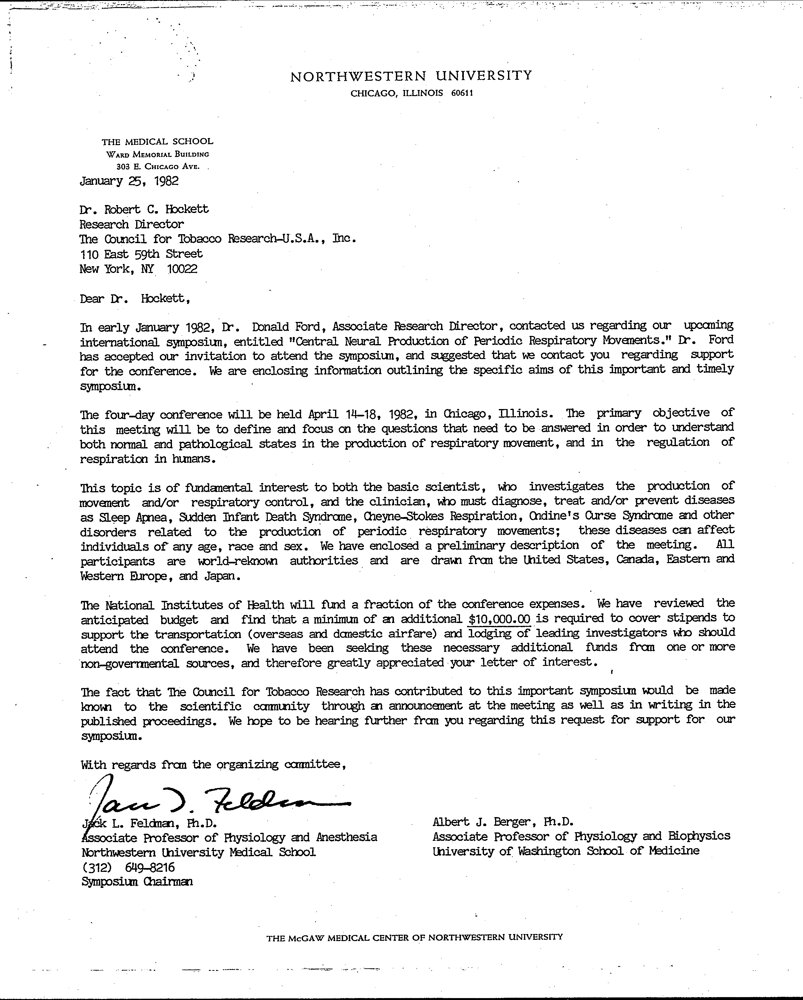 NORTHWESTERN UNIVERSITY
CHICAGO, ILLINOIS 60611
THE MEDICAL SCHOOL
WARD MEMORIAL BUILDING
303 E. CHICAGO AVE.
January 25, 1982
Dr. Robert C. Hockett
Research Director
The Council for Tobacco Research-U.S.A., Inc.
110 East 59th Street
New York, NY 10022
Dear Dr. Hockett,
In early January 1982, Dr. Donald Ford, Associate Research Director, contacted us regarding our upcoming
international symposium, entitled "Central Neural Production of Periodic Respiratory Movements." Dr. Ford
has accepted our invitation to attend the symposium, and suggested that we contact you regarding support
for the conference. We are enclosing information outlining the specific aims of this important and timely
symposium.
The four-day conference will be held April 14-18, 1982, in Chicago, Illinois. The primary objective of
this meeting will be to define and focus on the questions that need to be answered in order to understand
both normal and pathological states in the production of respiratory movement, and in the regulation of
respiration in humans.
This topic is of fundamental interest to both the basic scientist, who investigates the production of
movement and/or respiratory control, and the clinician, who must diagnose, treat and/or prevent diseases
as Sleep Apnea, Sudden Infant Death Syndrome, Cheyne-Stokes Respiration, Ondine's Curse Syndrome and other
disorders related to the production of periodic respiratory movements; these diseases can affect
individuals of any age, race and sex. We have enclosed a preliminary description of the meeting. All
participants are world-reknown authorities and are drawn from the United States, Canada, Eastern and
Western Europe, and Japan.
The National Institutes of Health will fund a fraction of the conference expenses. We have reviewed the
anticipated budget and find that a minimum of an additional $10,000.00 is required to cover stipends to
support the transportation (overseas and domestic airfare) and lodging of leading investigators who should
attend the conference. We have been seeking these necessary additional funds from one or more
non-governmental sources, and therefore greatly appreciated your letter of interest.
The fact that The Council for Tobacco Research has contributed to this important symposium would be made
known to the scientific community through an announcement at the meeting as well as in writing in the
published proceedings. We hope to be hearing further from you regarding this request for support for our
symposium.
With regards from the organizing committee,
Jack L. Feldman, Ph.D.
Associate Professor of Physiology and Anesthesia
Northwestern University Medical School
(312) 649-8216
Symposium Chairman
Albert J. Berger, Ph.D.
Associate Professor of Physiology and Biophysics
University of Washington School of Medicine
THE McGAW MEDICAL CENTER OF NORTHWESTERN UNIVERSITY